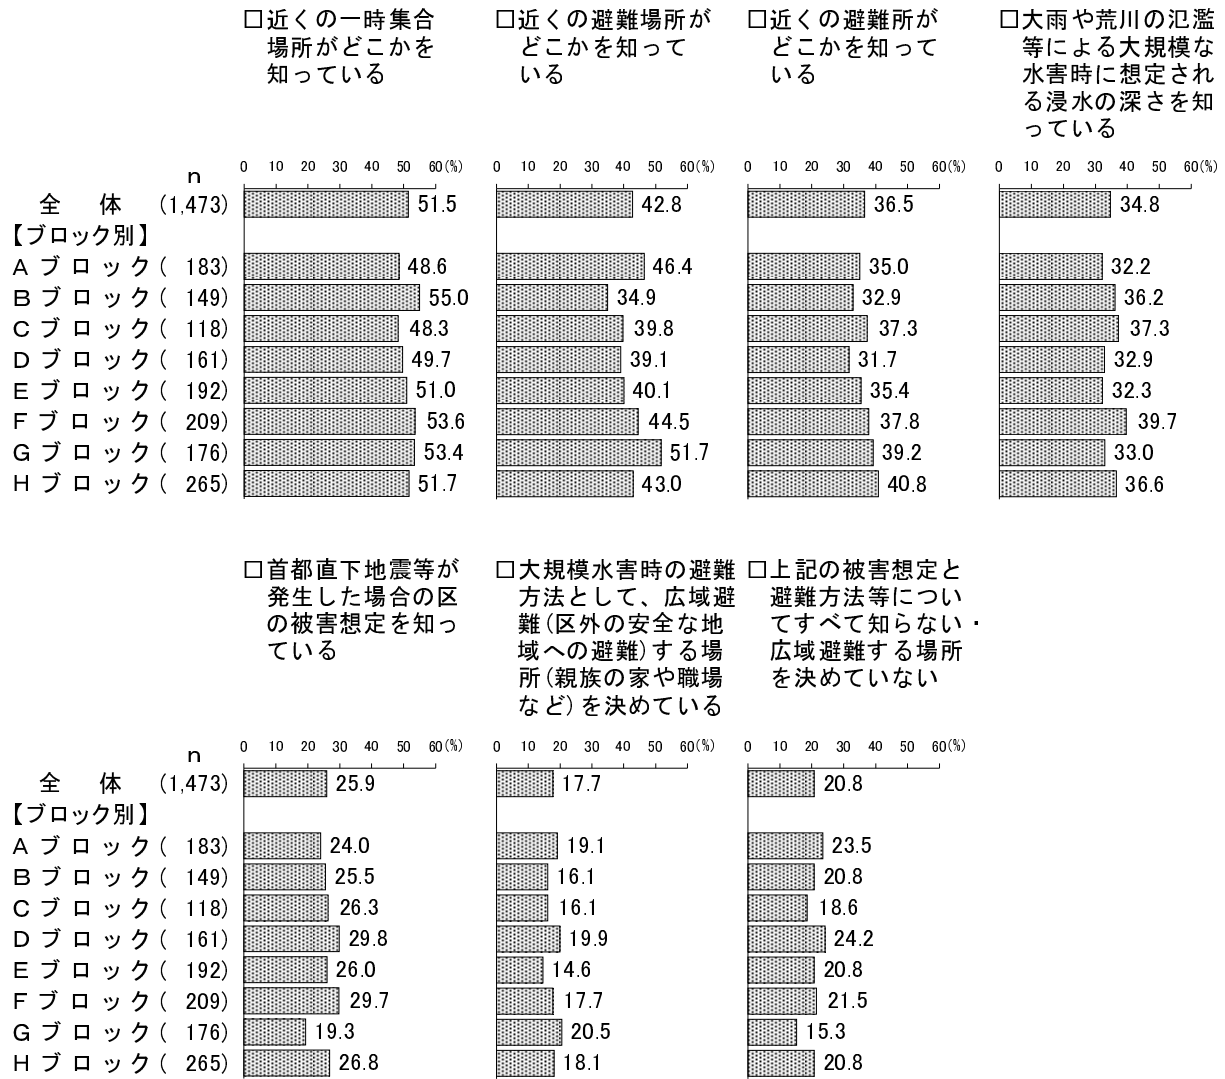 □近くの一時集合
場所がどこかを
知っている
□近くの避難場所が
どこかを知って
いる
□近くの避難所が
どこかを知って
いる
□大雨や荒川の氾濫
等による大規模な
水害時に想定され
る浸水の深さを知
っている
n
0 10 20 30 40 50 60(%)
0 10 20 30 40 50 60(%)
0 10 20 30 40 50 60(%)
0 10 20 30 40 50 60(%)
全 体 (1,473) 51.5 42.8 36.5 34.8
【ブロック別】
A ブロック( 183) 48.6 46.4 35.0 32.2
B ブロック( 149) 55.0 34.9 32.9 36.2
C ブロック( 118) 48.3 39.8 37.3 37.3
D ブロック( 161) 49.7 39.1 31.7 32.9
E ブロック( 192) 51.0 40.1 35.4 32.3
F ブロック( 209) 53.6 44.5 37.8 39.7
G ブロック( 176) 53.4 51.7 39.2 33.0
H ブロック( 265) 51.7 43.0 40.8 36.6
□首都直下地震等が
発生した場合の区
の被害想定を知っ
ている
□大規模水害時の避難
方法として、広域避
難(区外の安全な地
域への避難)する場
所(親族の家や職場
など)を決めている
□上記の被害想定と
避難方法等につい
てすべて知らない・
広域避難する場所
を決めていない
n
0 10 20 30 40 50 60(%)
0 10 20 30 40 50 60(%)
0 10 20 30 40 50 60(%)
全 体 (1,473) 25.9 17.7 20.8
【ブロック別】
A ブロック( 183) 24.0 19.1 23.5
B ブロック( 149) 25.5 16.1 20.8
C ブロック( 118) 26.3 16.1 18.6
D ブロック( 161) 29.8 19.9 24.2
E ブロック( 192) 26.0 14.6 20.8
F ブロック( 209) 29.7 17.7 21.5
G ブロック( 176) 19.3 20.5 15.3
H ブロック( 265) 26.8 18.1 20.8